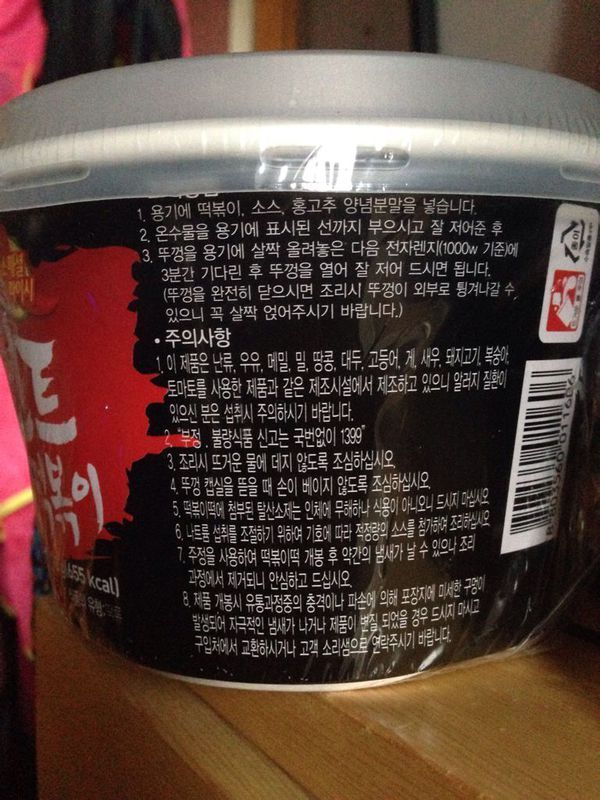 1. 용기에 떡볶이, 소스, 홍고추 양념분말을 넣습니다.
2. 온수물을 용기에 표시된 선까지 부으시고 잘 저어준 후
3. 뚜껑을 용기에 살짝 올려놓은 다음 전자렌지(1000w 기준)에
3분간 기다린 후 뚜껑을 열어 잘 저어 드시면 됩니다.
(뚜껑을 완전히 닫으시면 조리시 뚜껑이 외부로 튕겨나갈 수
있으니 꼭 살짝 얹어주시기 바랍니다.)
• 주의사항
1. 이 제품은 난류, 우유, 메밀, 밀, 땅콩, 대두, 고등어, 게, 새우, 돼지고기, 복숭아,
토마토를 사용한 제품과 같은 제조시설에서 제조하고 있으니 알러지 질환이
있으신 분은 섭취시 주의하시기 바랍니다.
2. "부정 . 불량식품 신고는 국번없이 1399"
3. 조리시 뜨거운 물에 데지 않도록 조심하십시오.
4. 뚜껑 캡실을 뜯을 때 손이 베이지 않도록 조심하십시오.
5. 떡볶이떡에 첨부된 탈산소제는 인체에 무해하나 식용이 아니오니 드시지 마십시오.
6. 나트륨 섭취를 조절하기 위하여 기호에 따라 적정량의 스프를 첨가하여 조리하십시오.
7. 주정을 사용하여 떡볶이떡 개봉 후 약간의 냄새가 날 수 있으나 조리
과정에서 제거되니 안심하고 드십시오.
8. 제품 개봉시 유통과정중의 충격이나 파손에 의해 포장지에 미세한 구멍이
발생되어 자극적인 냄새가 나거나 제품이 변질 되었을 경우 드시지 마시고
구입처에서 교환하시거나 고객 소리샘으로 연락주시기 바랍니다.
트
볶이
655 kcal)